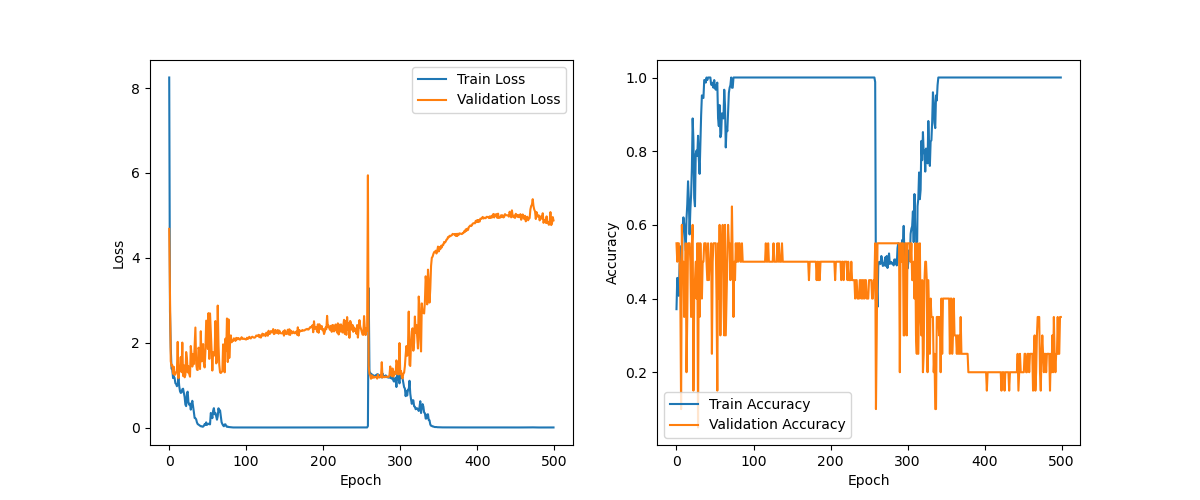 Train Loss
Validation Loss
8
6
4
2
0
Loss
0 100 200 300 400 500
Epoch
1.0
0.8
0.6
0.4
0.2
Accuracy
Train Accuracy
Validation Accuracy
0 100 200 300 400 500
Epoch